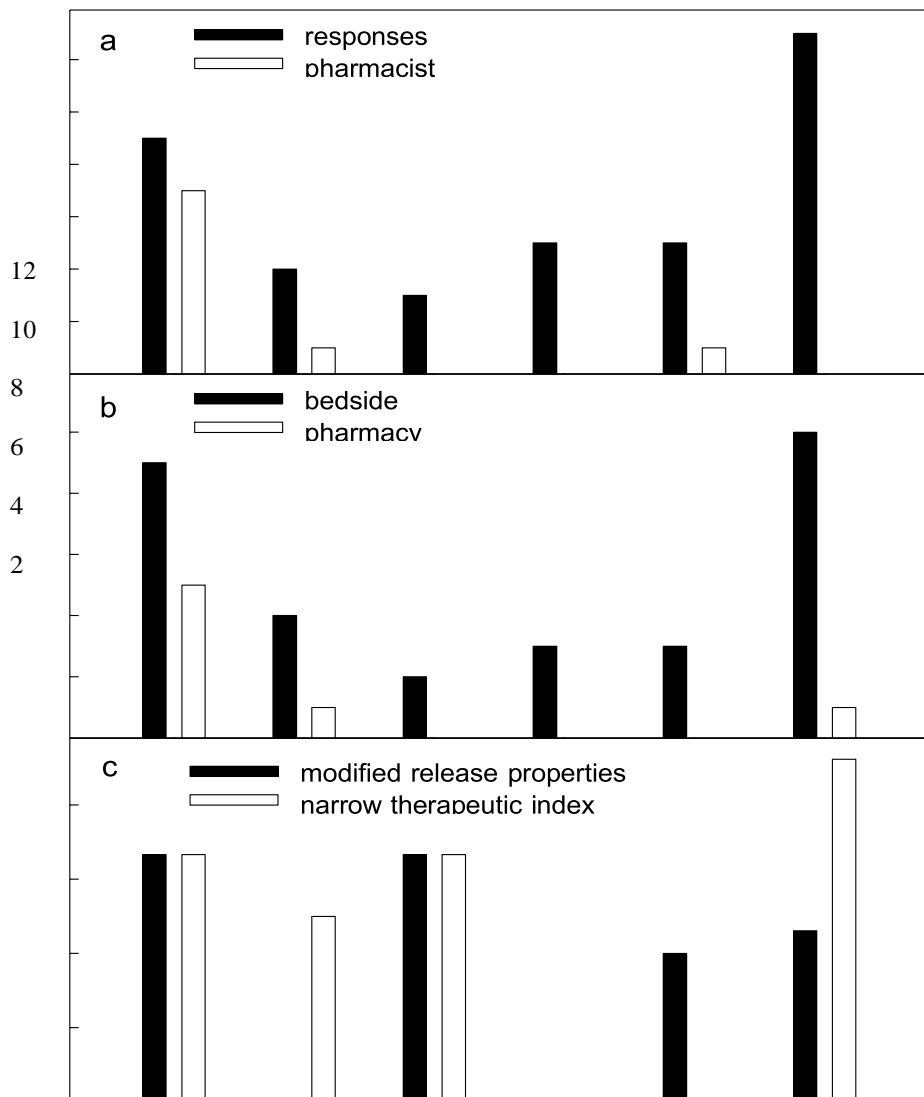 a
responses
pharmacist
12
10
8
b
bedside
pharmacy
6
4
2
c
modified release properties
narrow therapeutic index